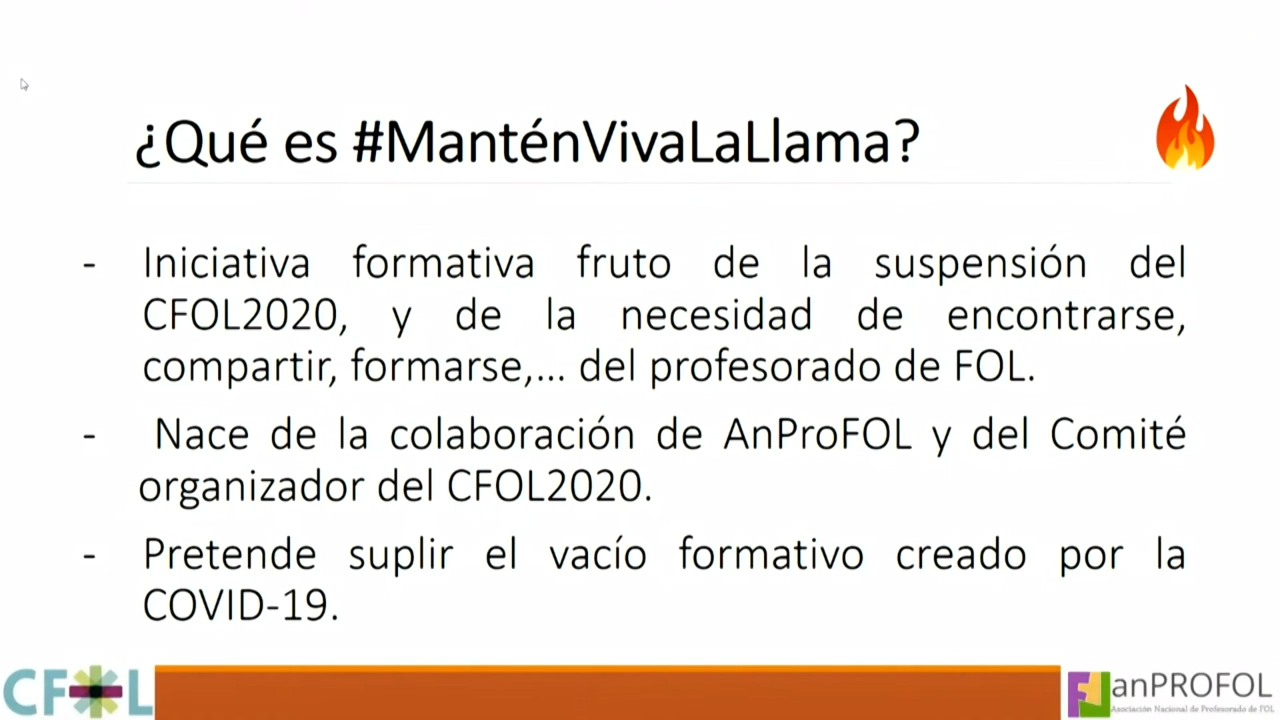 ¿Qué es #ManténVivaLaLlama?
- Iniciativa formativa fruto de la suspensión del
CFOL2020, y de la necesidad de encontrarse,
compartir, formarse,... del profesorado de FOL.
- Nace de la colaboración de AnProFOL y del Comité
organizador del CFOL2020.
- Pretende suplir el vacío formativo creado por la
COVID-19.
CFOL
anPROFOL
Asociación Nacional de Profesorado de FOL